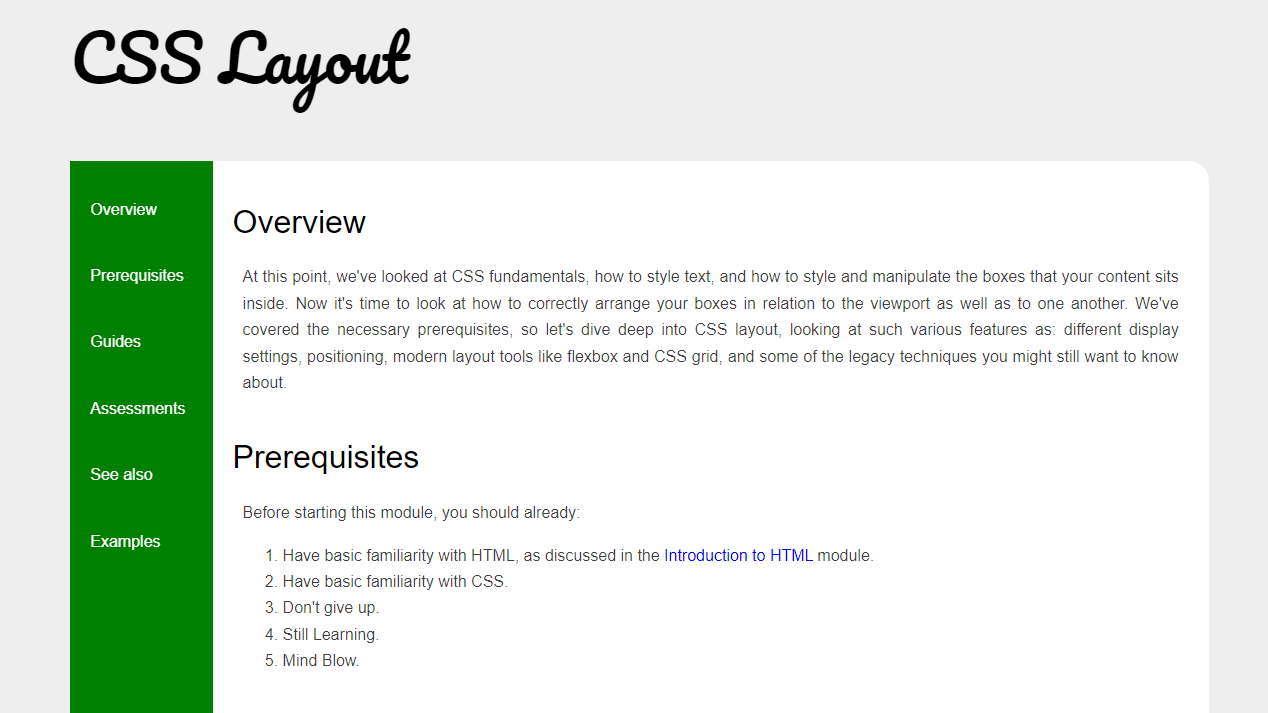 CSS Layout
Overview
Prerequisites
Guides
Assessments
See also
Examples
Overview
At this point, we've looked at CSS fundamentals, how to style text, and how to style and manipulate the boxes that your content sits
inside. Now it's time to look at how to correctly arrange your boxes in relation to the viewport as well as to one another. We've
covered the necessary prerequisites, so let's dive deep into CSS layout, looking at such various features as: different display
settings, positioning, modern layout tools like flexbox and CSS grid, and some of the legacy techniques you might still want to know
about.
Prerequisites
Before starting this module, you should already:
1. Have basic familiarity with HTML, as discussed in the Introduction to HTML module.
2. Have basic familiarity with CSS.
3. Don't give up.
4. Still Learning.
5. Mind Blow.